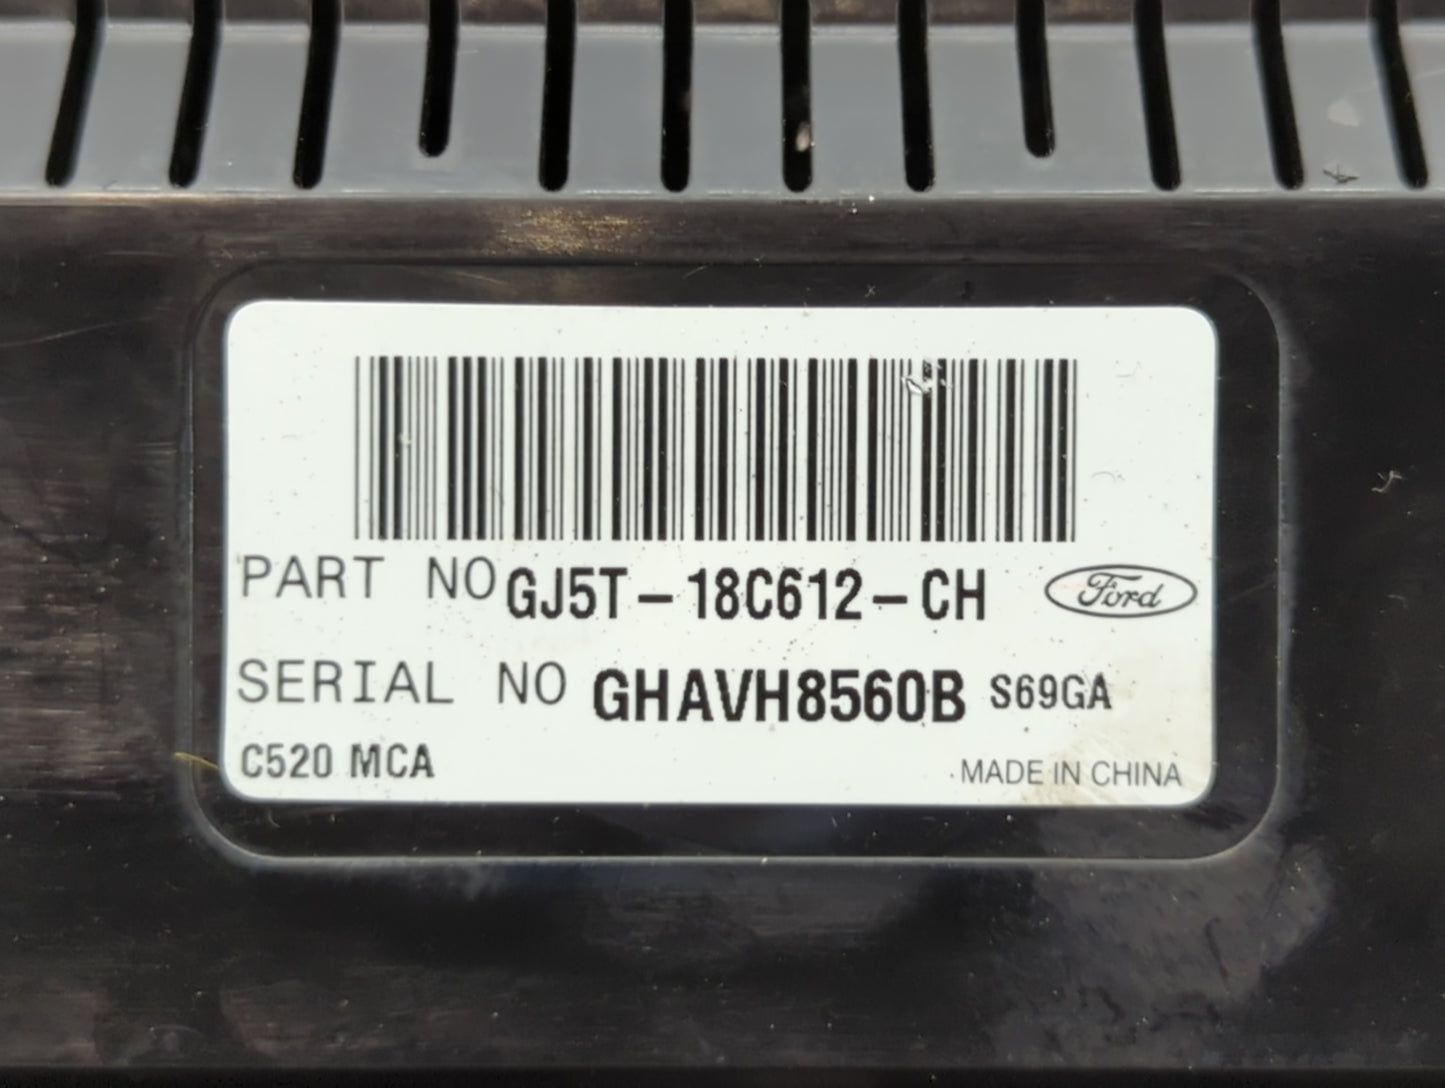 PART NO GJ5T-18C612-CH Ford
SERIAL NO GHAVH8560B S69GA
C520 MCA MADE IN CHINA